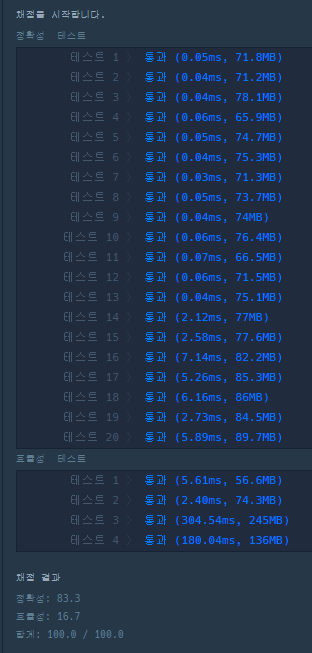 채점을 시작합니다.
정확성 테스트
테스트 1 〉 통과 (0.05ms, 71.8MB)
테스트 2 〉 통과 (0.04ms, 71.2MB)
테스트 3 〉 통과 (0.04ms, 78.1MB)
테스트 4 〉 통과 (0.06ms, 65.9MB)
테스트 5 〉 통과 (0.05ms, 74.7MB)
테스트 6 〉 통과 (0.04ms, 75.3MB)
테스트 7 〉 통과 (0.03ms, 71.3MB)
테스트 8 〉 통과 (0.05ms, 73.7MB)
테스트 9 〉 통과 (0.04ms, 74MB)
테스트 10 〉 통과 (0.06ms, 76.4MB)
테스트 11 〉 통과 (0.07ms, 66.5MB)
테스트 12 〉 통과 (0.06ms, 71.5MB)
테스트 13 〉 통과 (0.04ms, 75.1MB)
테스트 14 〉 통과 (2.12ms, 77MB)
테스트 15 〉 통과 (2.58ms, 77.6MB)
테스트 16 〉 통과 (7.14ms, 82.2MB)
테스트 17 〉 통과 (5.26ms, 85.3MB)
테스트 18 〉 통과 (6.16ms, 86MB)
테스트 19 〉 통과 (2.73ms, 84.5MB)
테스트 20 〉 통과 (5.89ms, 89.7MB)
효율성 테스트
테스트 1 〉 통과 (5.61ms, 56.6MB)
테스트 2 〉 통과 (2.40ms, 74.3MB)
테스트 3 〉 통과 (304.54ms, 245MB)
테스트 4 〉 통과 (180.04ms, 136MB)
채점 결과
정확성: 83.3
효율성: 16.7
합계: 100.0 / 100.0